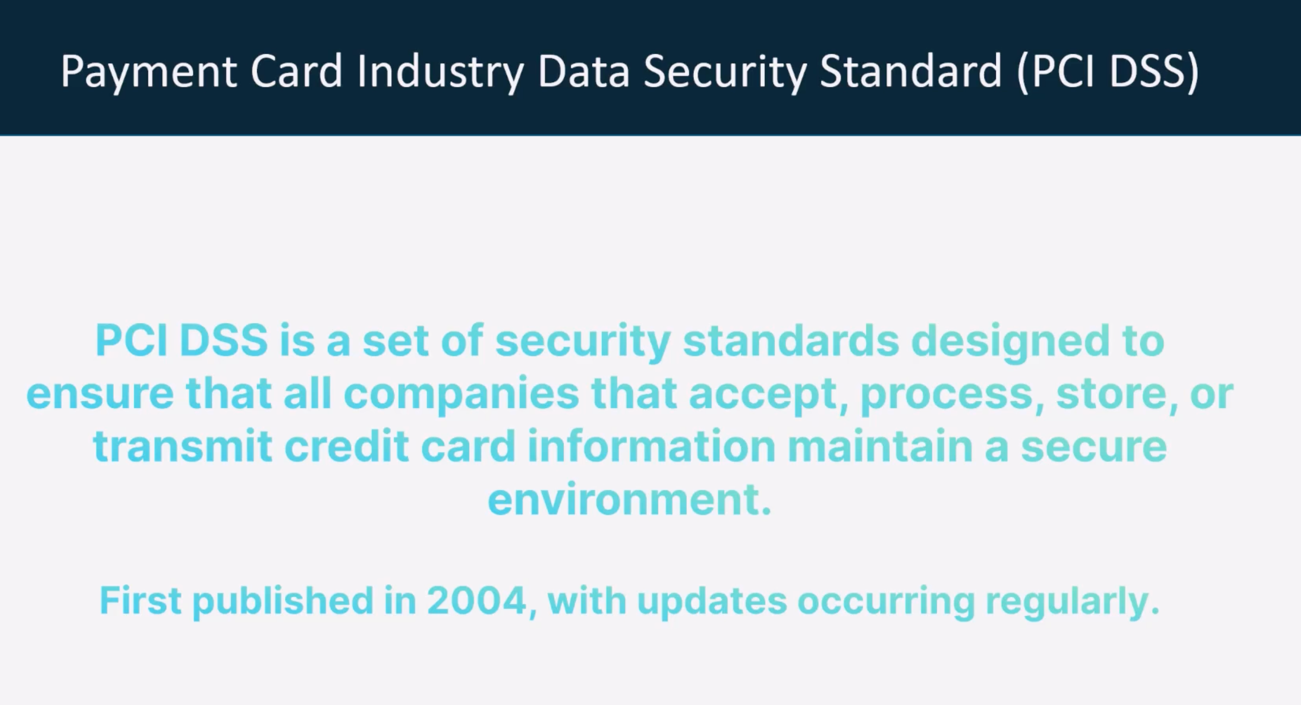 Payment Card Industry Data Security Standard (PCI DSS)
PCI DSS is a set of security standards designed to
ensure that all companies that accept, process, store, or
transmit credit card information maintain a secure
environment.
First published in 2004, with updates occurring regularly.